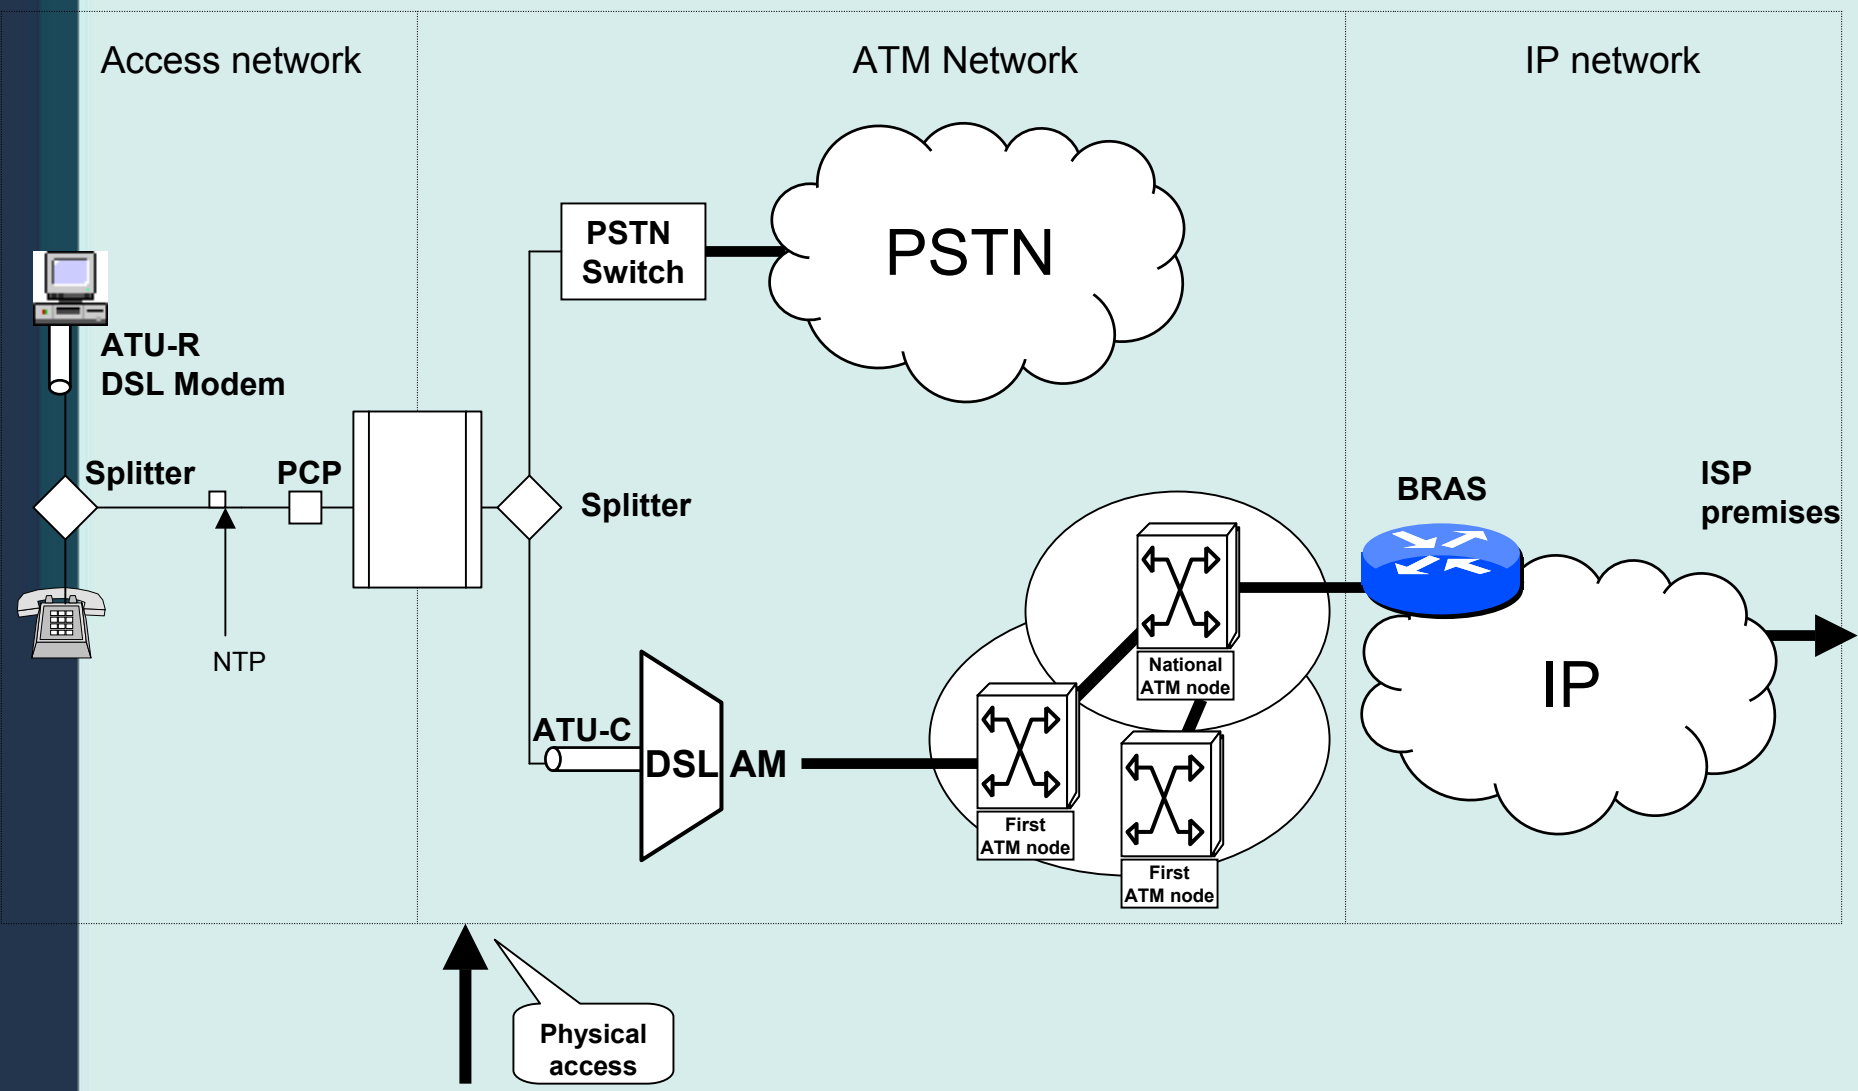 Access network
ATM Network
IP network
PSTN
Switch
PSTN
ATU-R
DSL Modem
Splitter
PCP
Splitter
NTP
BRAS
ISP
premises
National
ATM node
IP
ATU-C
DSL AM
First
ATM node
First
ATM node
Physical
access